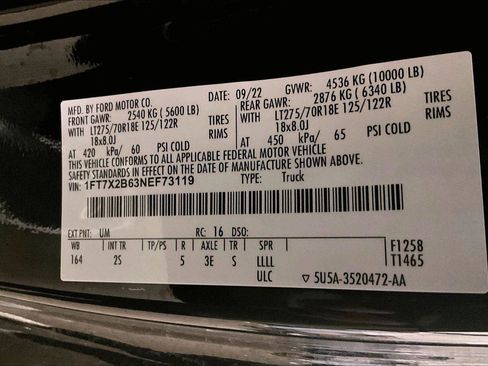 MFD. BY FORD MOTOR CO. 09/22 GVWR: 4536 KG (10000 LB)
FRONT GAWR: 2540 KG (5600 LB) REAR GAWR: 2876 KG (6340 LB)
WITH LT275/70R18E 125/122R TIRES WITH LT275/70R18E 125/122R TIRES
18x8.0J RIMS 18x8.0J RIMS
AT 420 kPa/ 60 PSI COLD AT 450 kPa/ 65 PSI COLD
THIS VEHICLE CONFORMS TO ALL APPLICABLE FEDERAL MOTOR VEHICLE
SAFETY STANDARDS IN EFFECT ON THE DATE OF MANUFACTURE SHOWN ABOVE.
VIN: 1FT7X2B63NEF73119 TYPE: Truck
EXT PNT: UM RC: 16 DSO:
WB INT TR TP/PS R AXLE TR SPR F1258
164 2S 5 3E S LLLL T1465
ULC ▽ 5U5A-3520472-AA